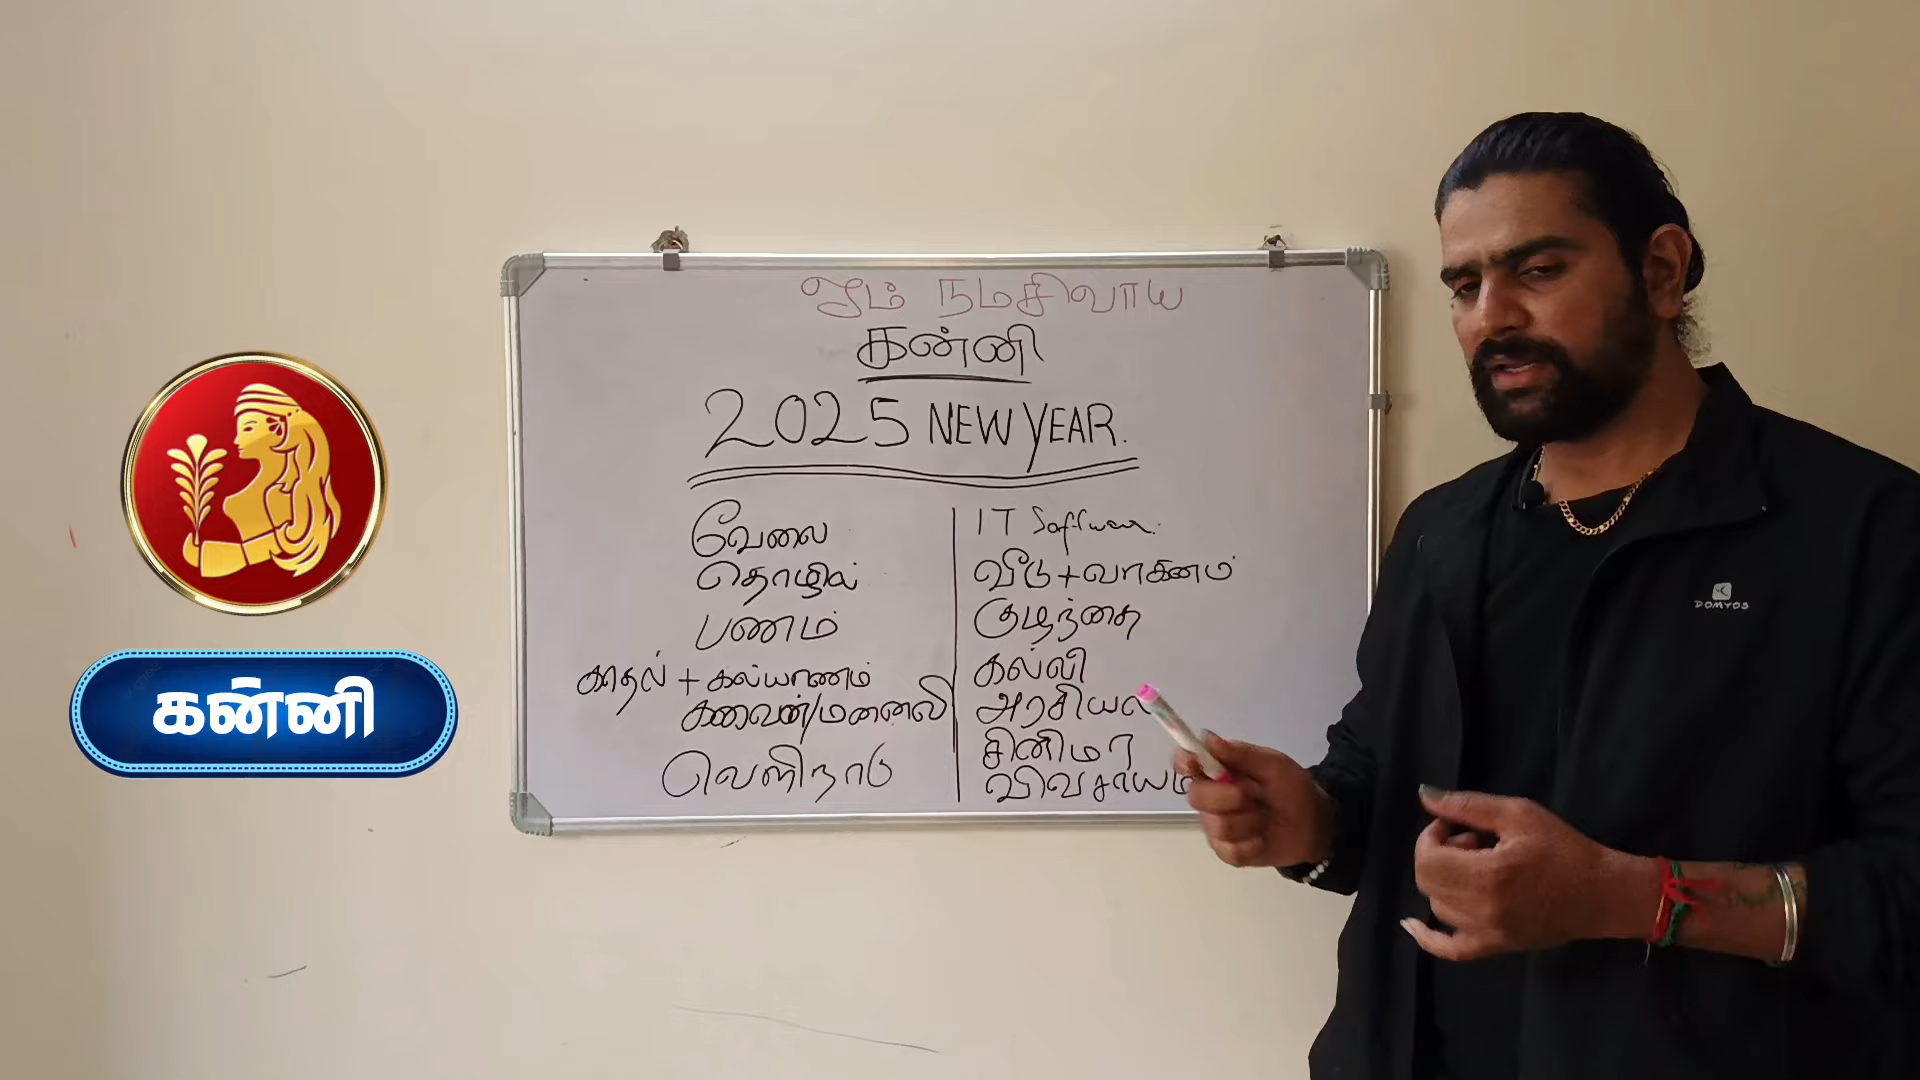 ஓம் நமசிவாய
கன்னி
2025 NEW YEAR.
வேலை
தொழில்
பணம்
காதல் + கல்யாணம்
கணவன்/மனைவி
வெளிநாடு
IT Software.
வீடு+வாகனம்
குழந்தை
கல்வி
அரசியல்
சினிமா
விவசாயம்
கன்னி
DOMYOS